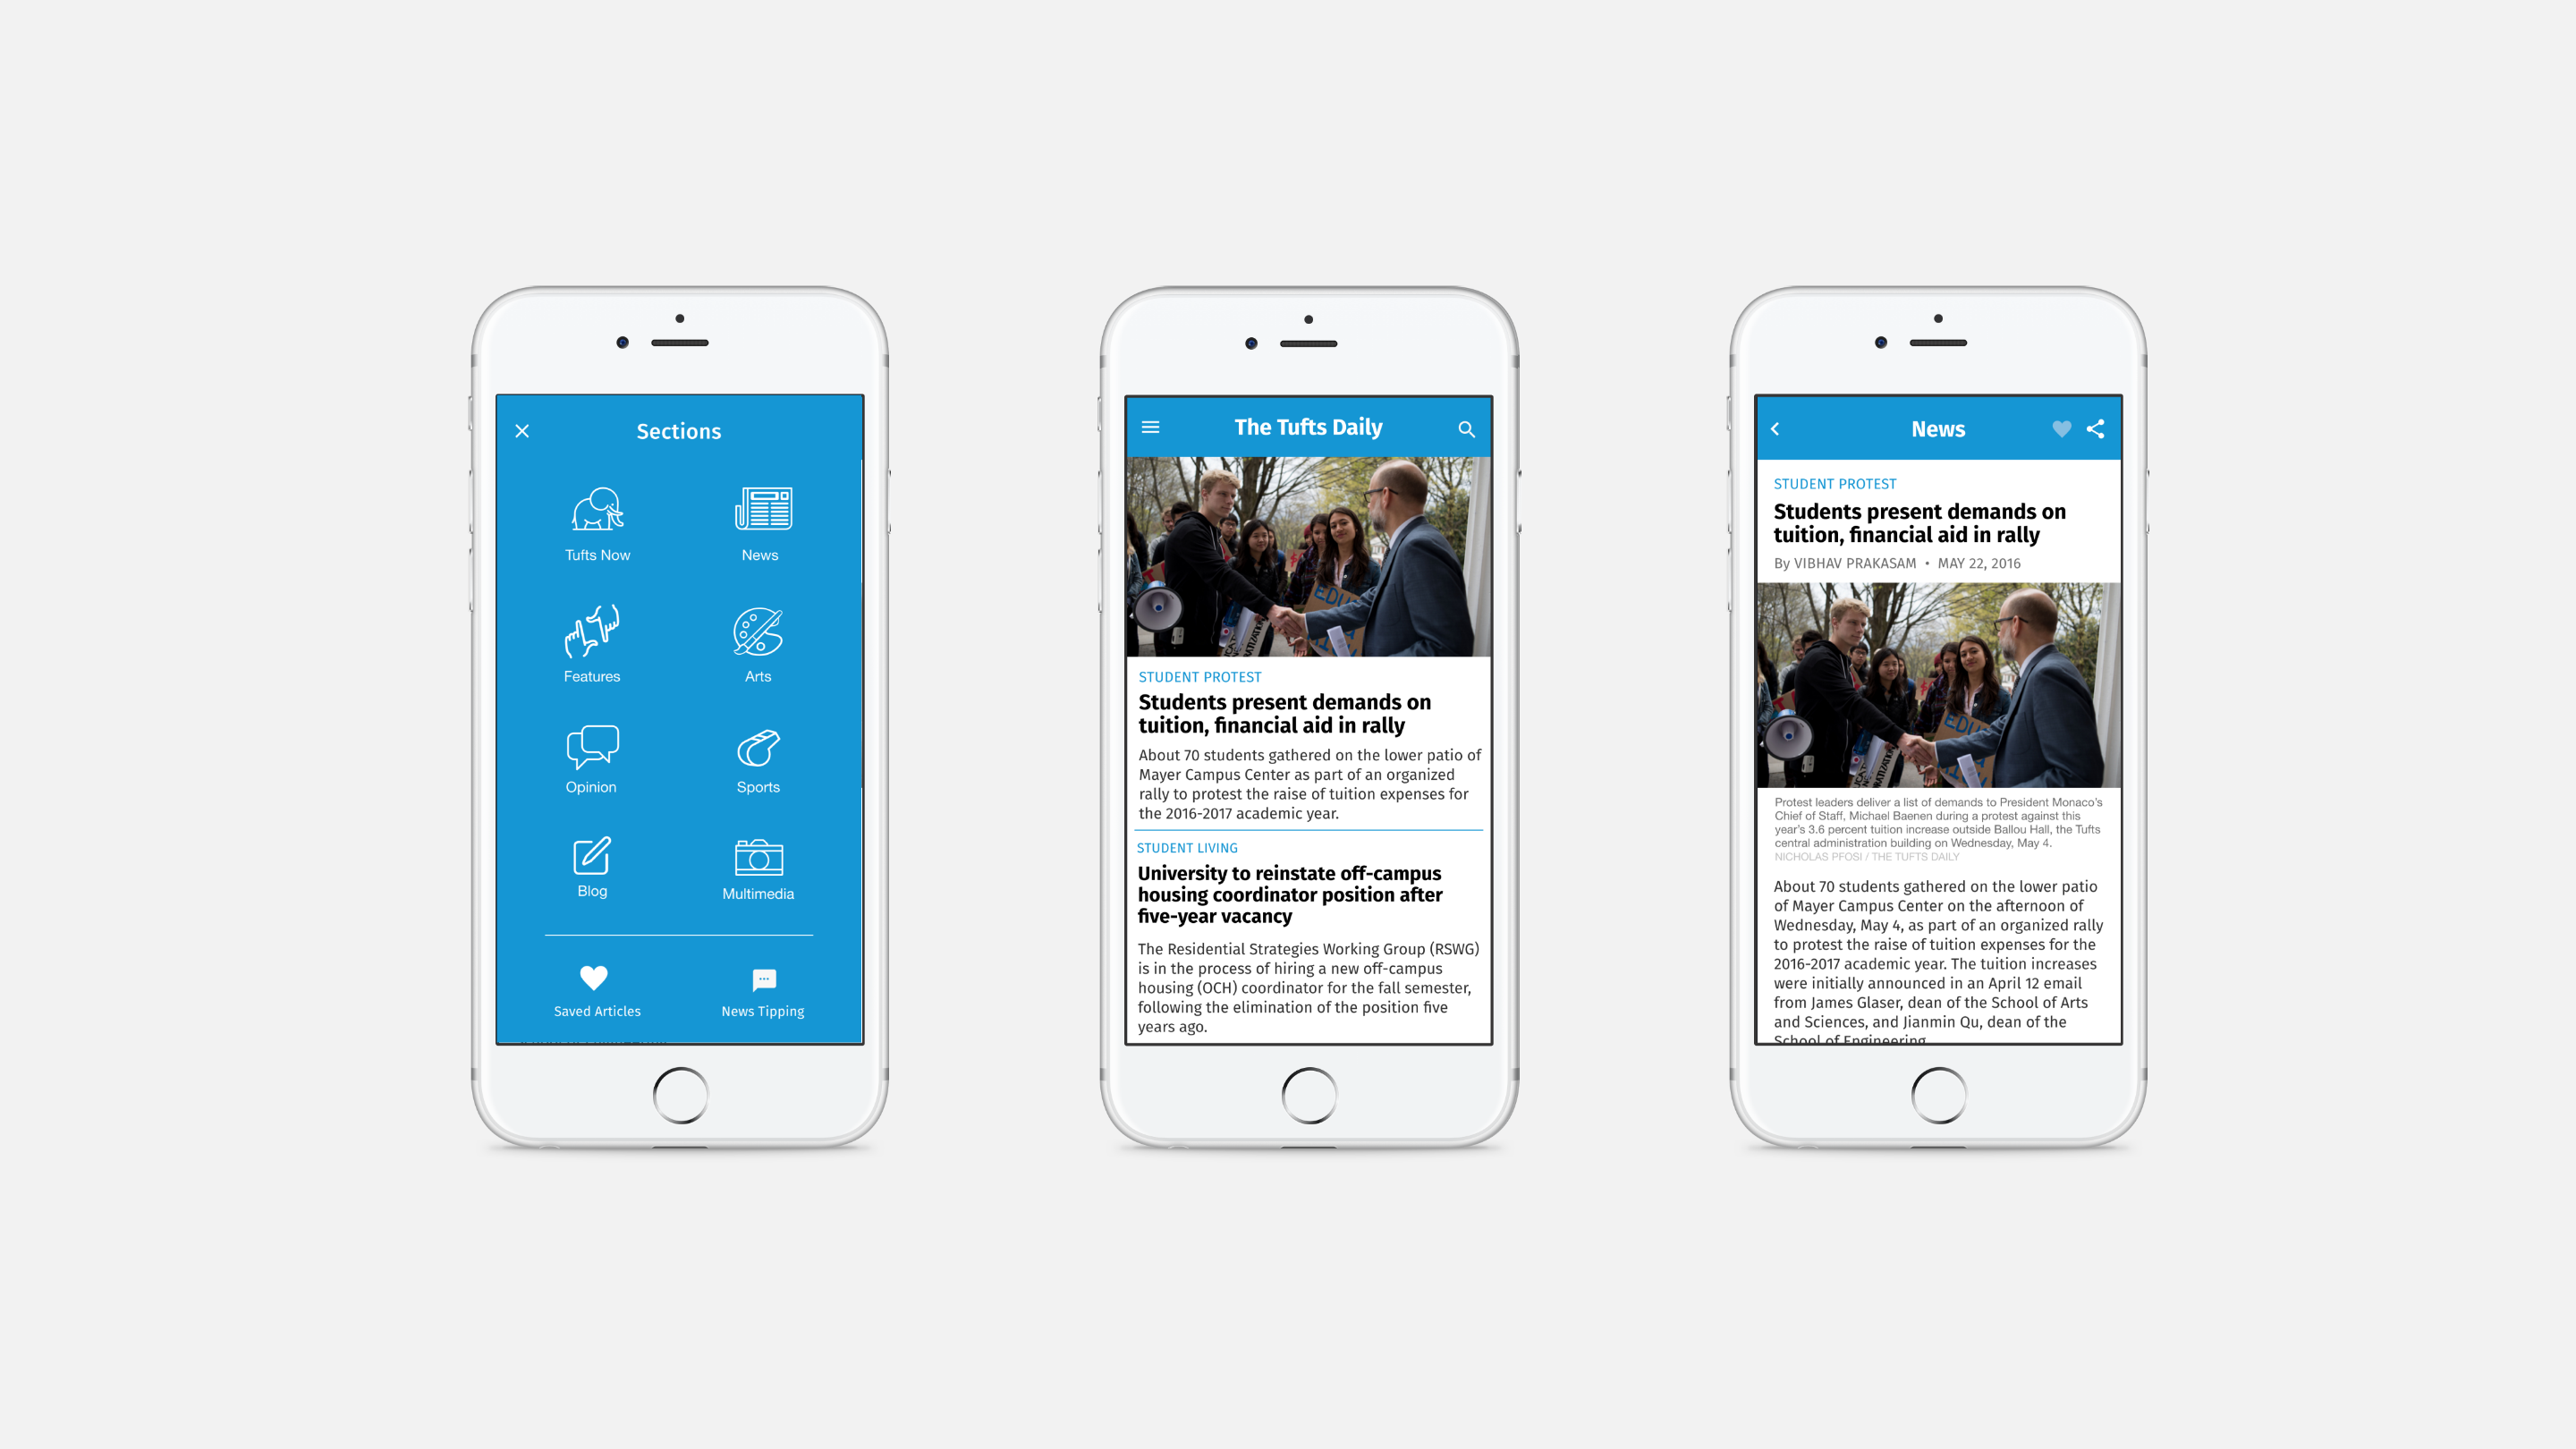 Sections
Tufts Now
News
Features
Arts
Opinion
Sports
Blog
Multimedia
Saved Articles
News Tipping
The Tufts Daily
EDU
STUDENT PROTEST
Students present demands on
tuition, financial aid in rally
About 70 students gathered on the lower patio of
Mayer Campus Center as part of an organized
rally to protest the raise of tuition expenses for
the 2016-2017 academic year.
STUDENT LIVING
University to reinstate off-campus
housing coordinator position after
five-year vacancy
The Residential Strategies Working Group (RSWG)
is in the process of hiring a new off-campus
housing (OCH) coordinator for the fall semester,
following the elimination of the position five
years ago.
News
STUDENT PROTEST
Students present demands on
tuition, financial aid in rally
By VIBHAV PRAKASAM • MAY 22, 2016
EDU
Protest leaders deliver a list of demands to President Monaco's
Chief of Staff, Michael Baenen during a protest against this
year's 3.6 percent tuition increase outside Ballou Hall, the Tufts
central administration building on Wednesday, May 4.
NICHOLAS PFOSI / THE TUFTS DAILY
About 70 students gathered on the lower patio
of Mayer Campus Center on the afternoon of
Wednesday, May 4, as part of an organized rally
to protest the raise of tuition expenses for the
2016-2017 academic year. The tuition increases
were initially announced in an April 12 email
from James Glaser, dean of the School of Arts
and Sciences, and Jianmin Qu, dean of the
School of Engineering